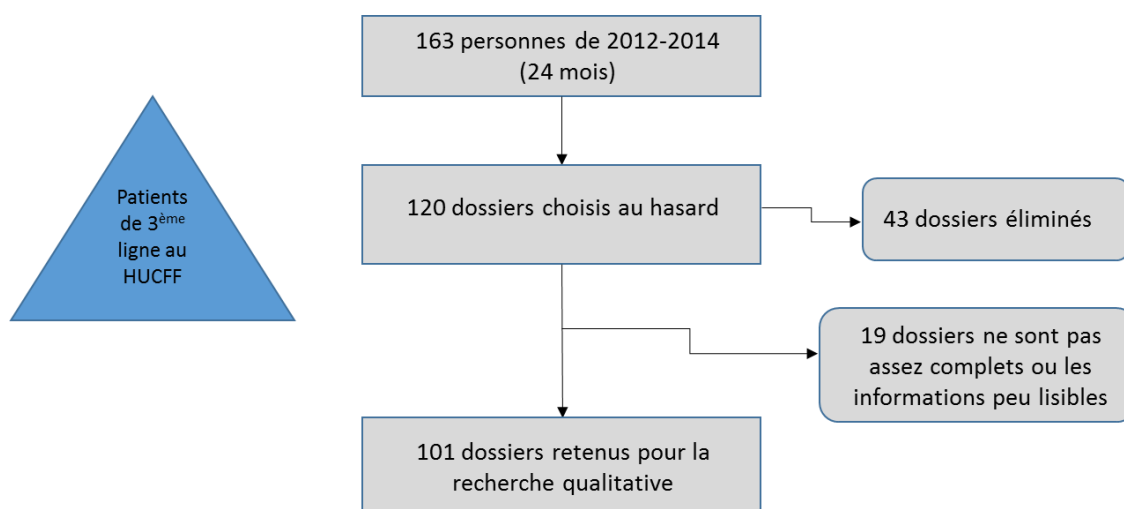 163 personnes de 2012-2014
(24 mois)
Patients
de 3ème
ligne au
HUCFF
120 dossiers choisis au hasard
43 dossiers éliminés
19 dossiers ne sont pas
assez complets ou les
informations peu lisibles
101 dossiers retenus pour la
recherche qualitative